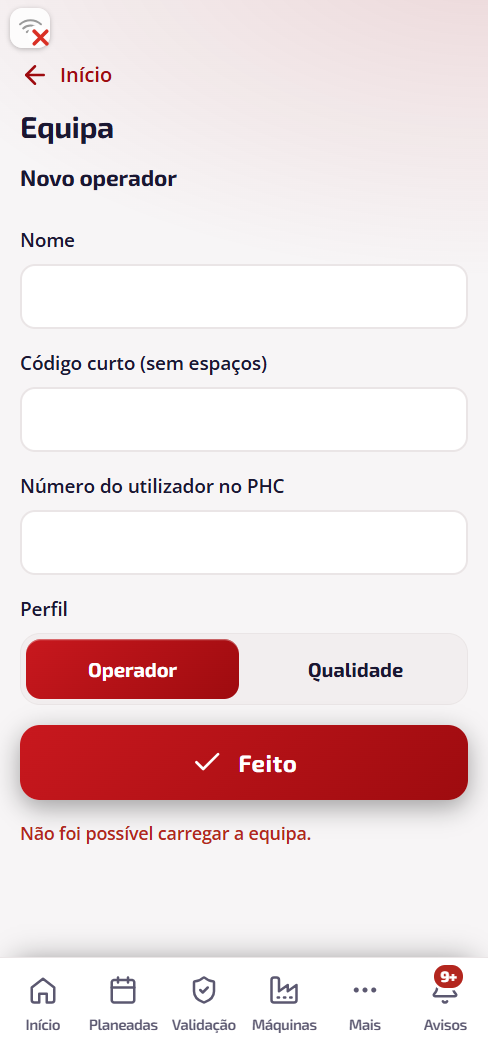 Início
Equipa
Novo operador
Nome
Código curto (sem espaços)
Número do utilizador no PHC
Perfil
Operador
Qualidade
Feito
Não foi possível carregar a equipa.
9+
Início
Planeadas
Validação
Máquinas
Mais
Avisos